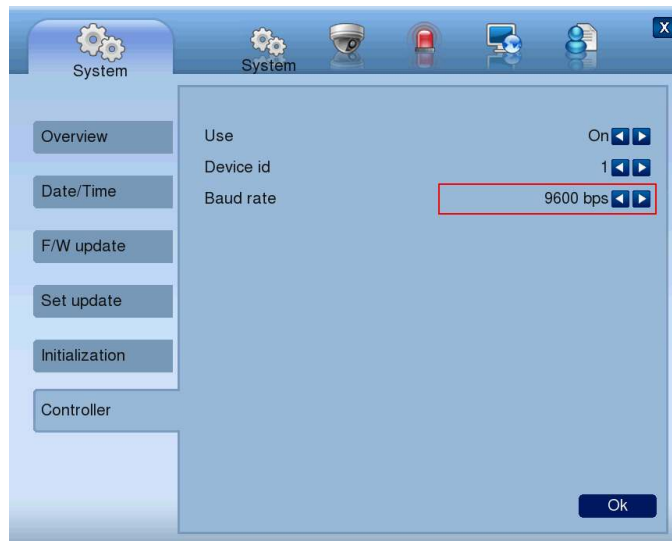 System
System
X
Overview
Date/Time
F/W update
Set update
Initialization
Controller
Use On
Device id 1
Baud rate 9600 bps
Ok